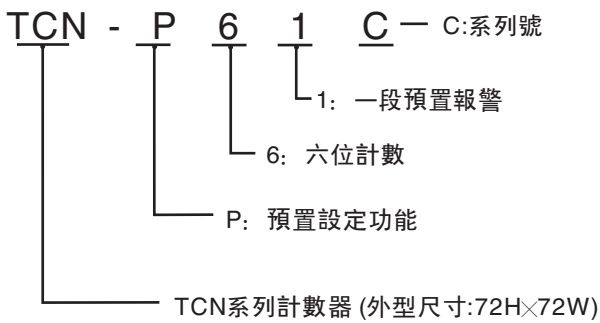 TCN - P 6 1 C — C:系列號
1：一段預置報警
6：六位計數
P：預置設定功能
TCN系列計數器 (外型尺寸:72H×72W)